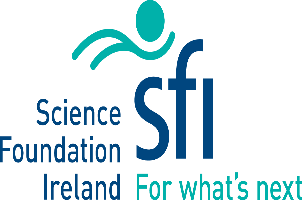 Science
Foundation
Ireland
sfi
For what's next